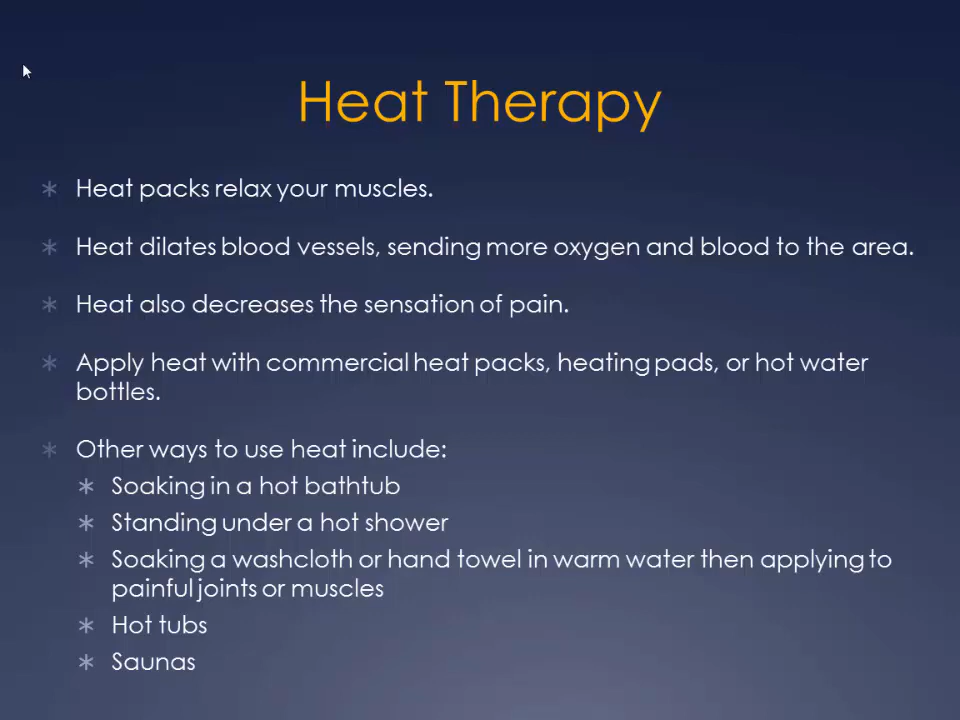 Heat Therapy
Heat packs relax your muscles.
Heat dilates blood vessels, sending more oxygen and blood to the area.
Heat also decreases the sensation of pain.
Apply heat with commercial heat packs, heating pads, or hot water
bottles.
Other ways to use heat include:
Soaking in a hot bathtub
Standing under a hot shower
Soaking a washcloth or hand towel in warm water then applying to
painful joints or muscles
Hot tubs
Saunas